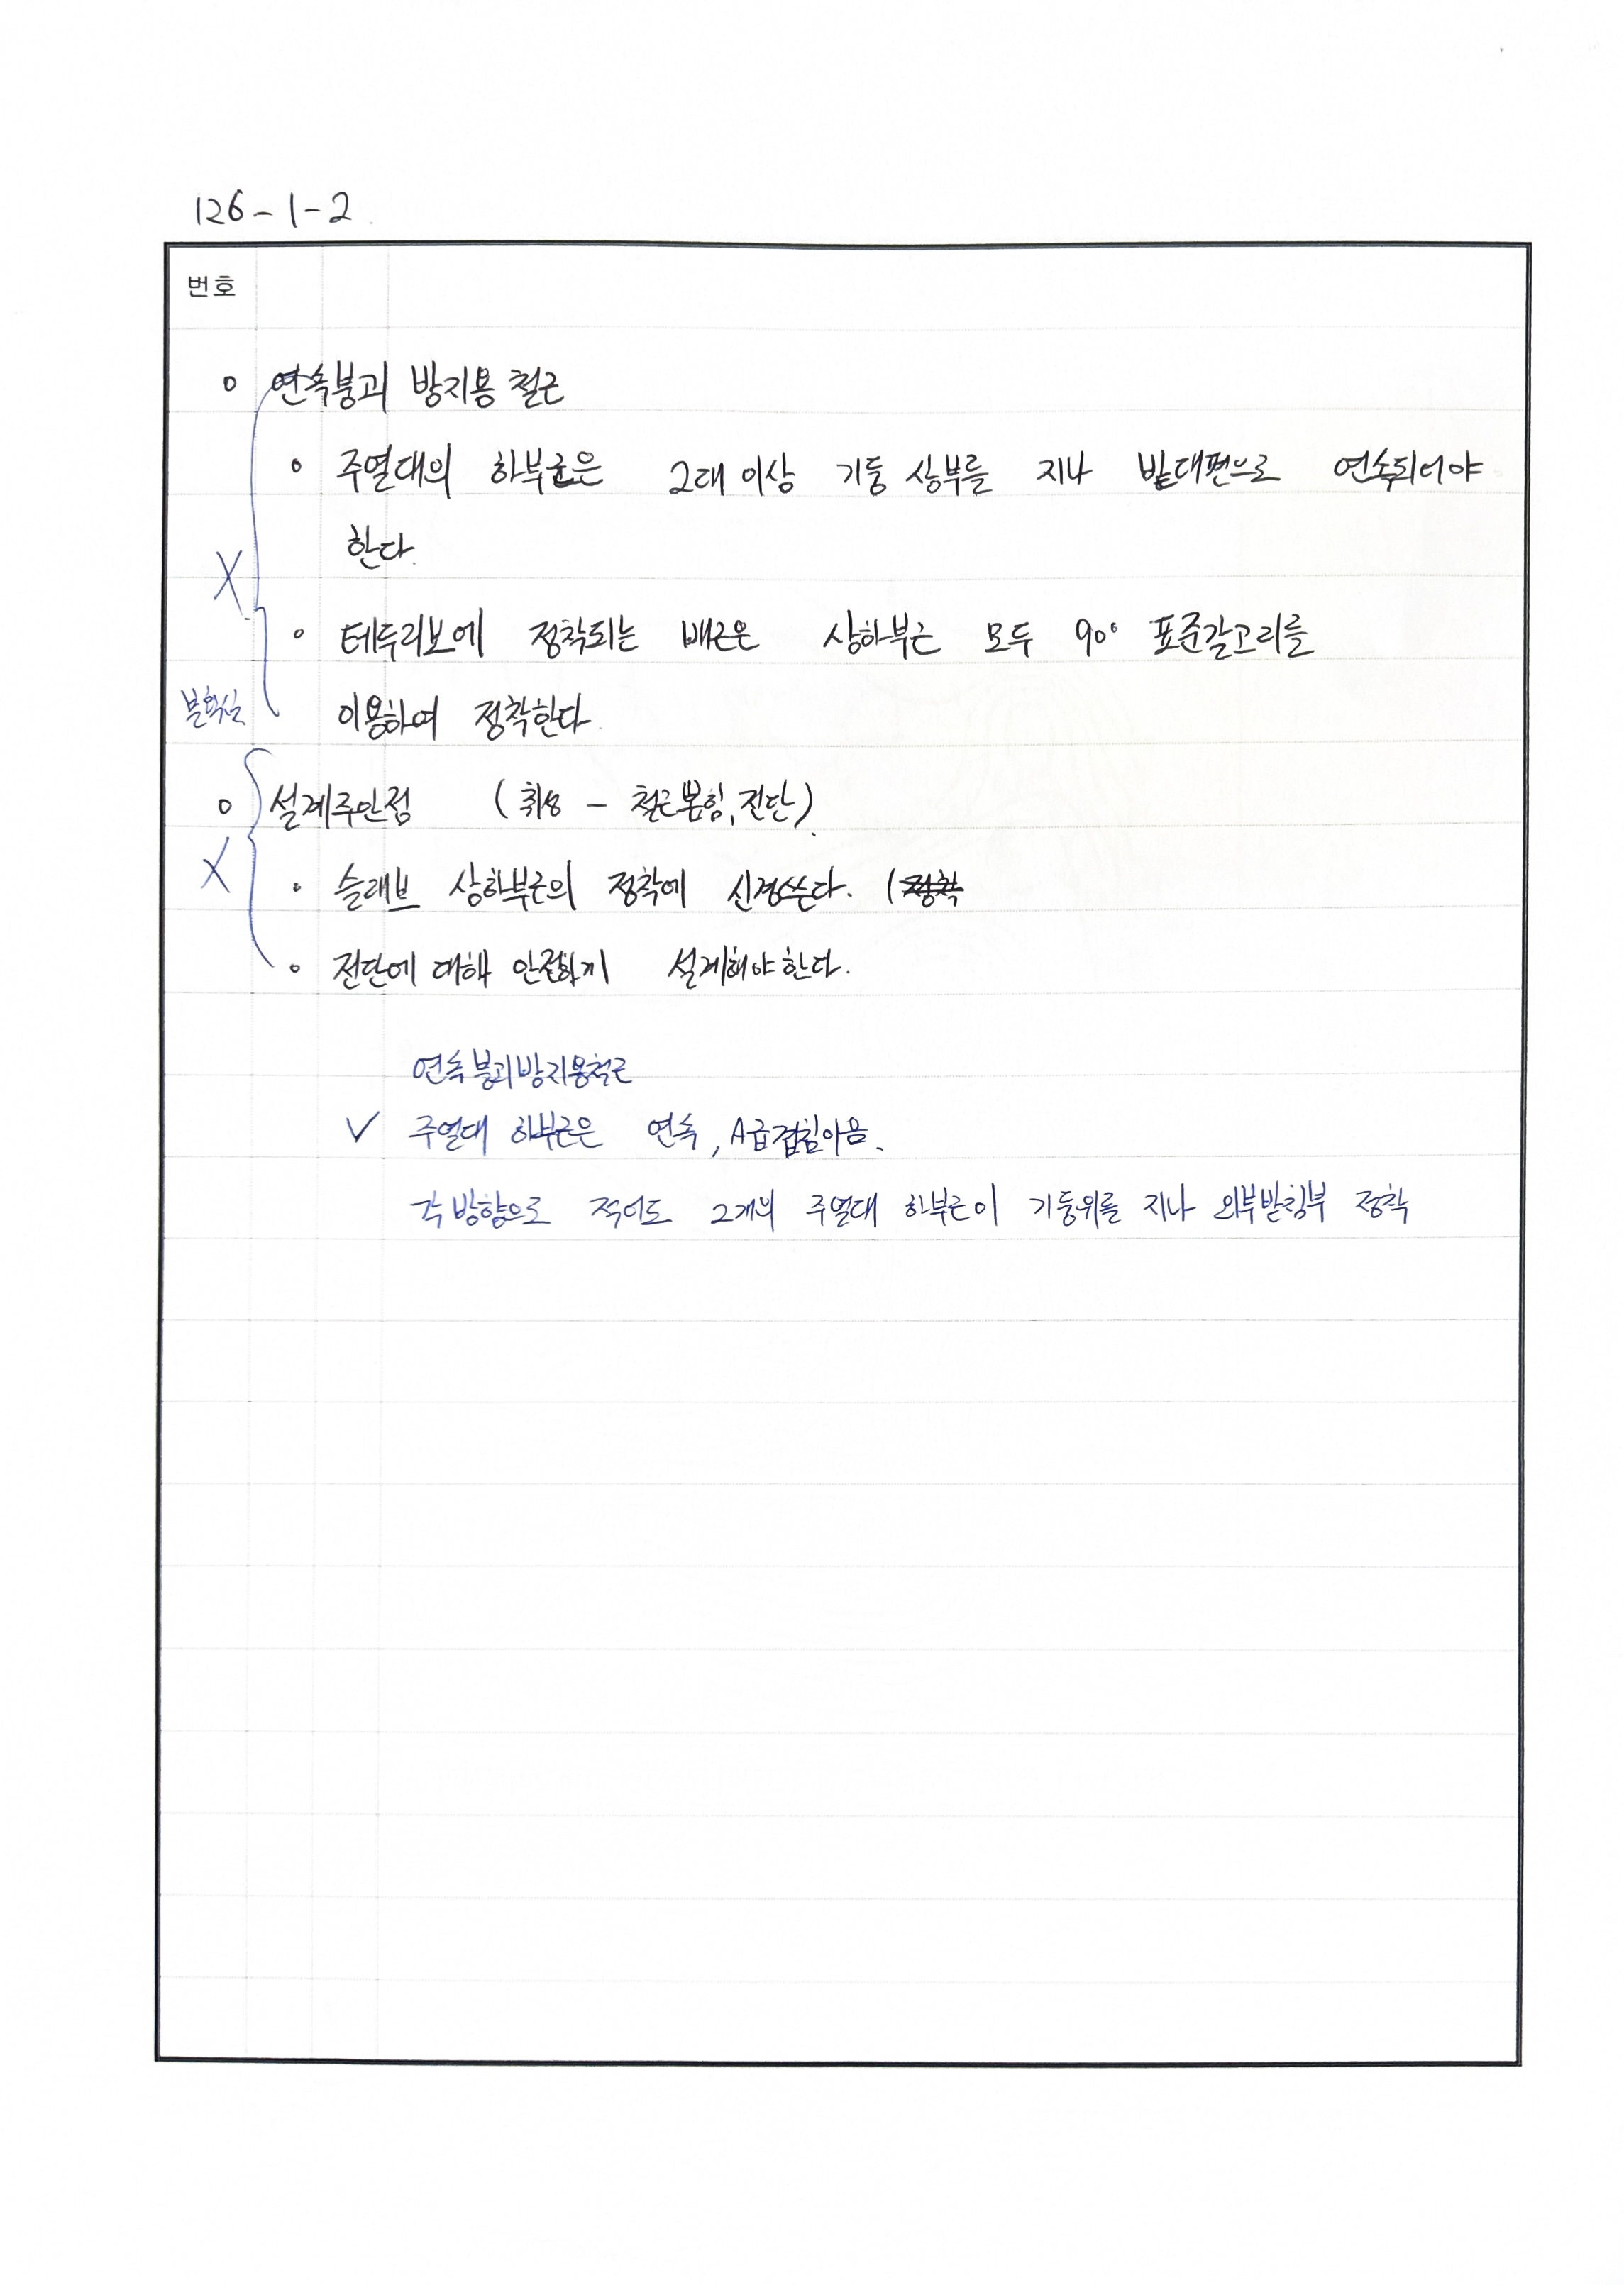 126-1-2
번호
연속붕괴 방지용 철근
주열대의 하부근은 2대 이상 기둥 상부를 지나 반대편으로 연속되어야
한다.
테두리보에 정착되는 배근은 상하부근 모두 90° 표준갈고리를
이용하여 정착한다.
불확실
설계주안점 (취성 - 철근뽑힘, 전단)
슬래브 상하부근의 정착에 신경쓴다. (정착
전단에 대해 안전하게 설계해야한다.
연속붕괴방지용철근
✓ 주열대 하부근은 연속, A급겹침이음.
각 방향으로 적어도 2개의 주열대 하부근이 기둥위를 지나 외부받침부 정착